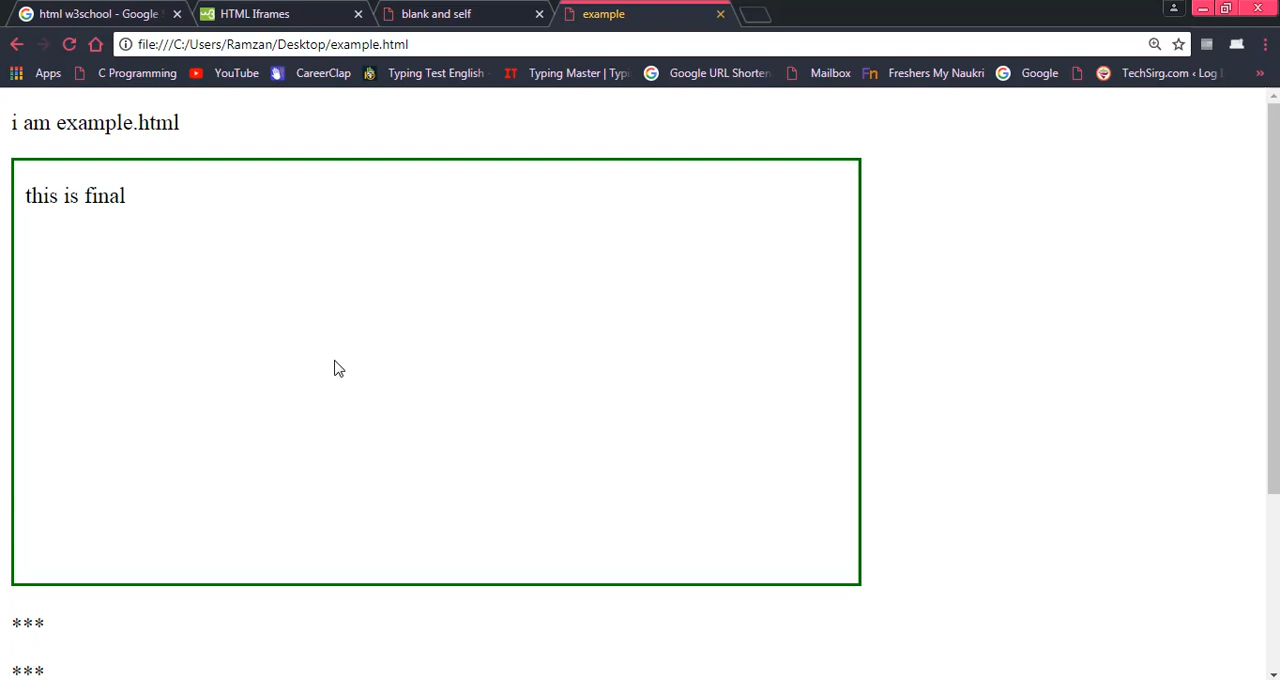 html w3school - Google
HTML Iframes
blank and self
example
file:///C:/Users/Ramzan/Desktop/example.html
Apps
C Programming
YouTube
CareerClap
Typing Test English
Typing Master | Typi
Google URL Shorten
Mailbox
Freshers My Naukri
Google
TechSirg.com ‹ Log I
»
i am example.html
this is final
***
***